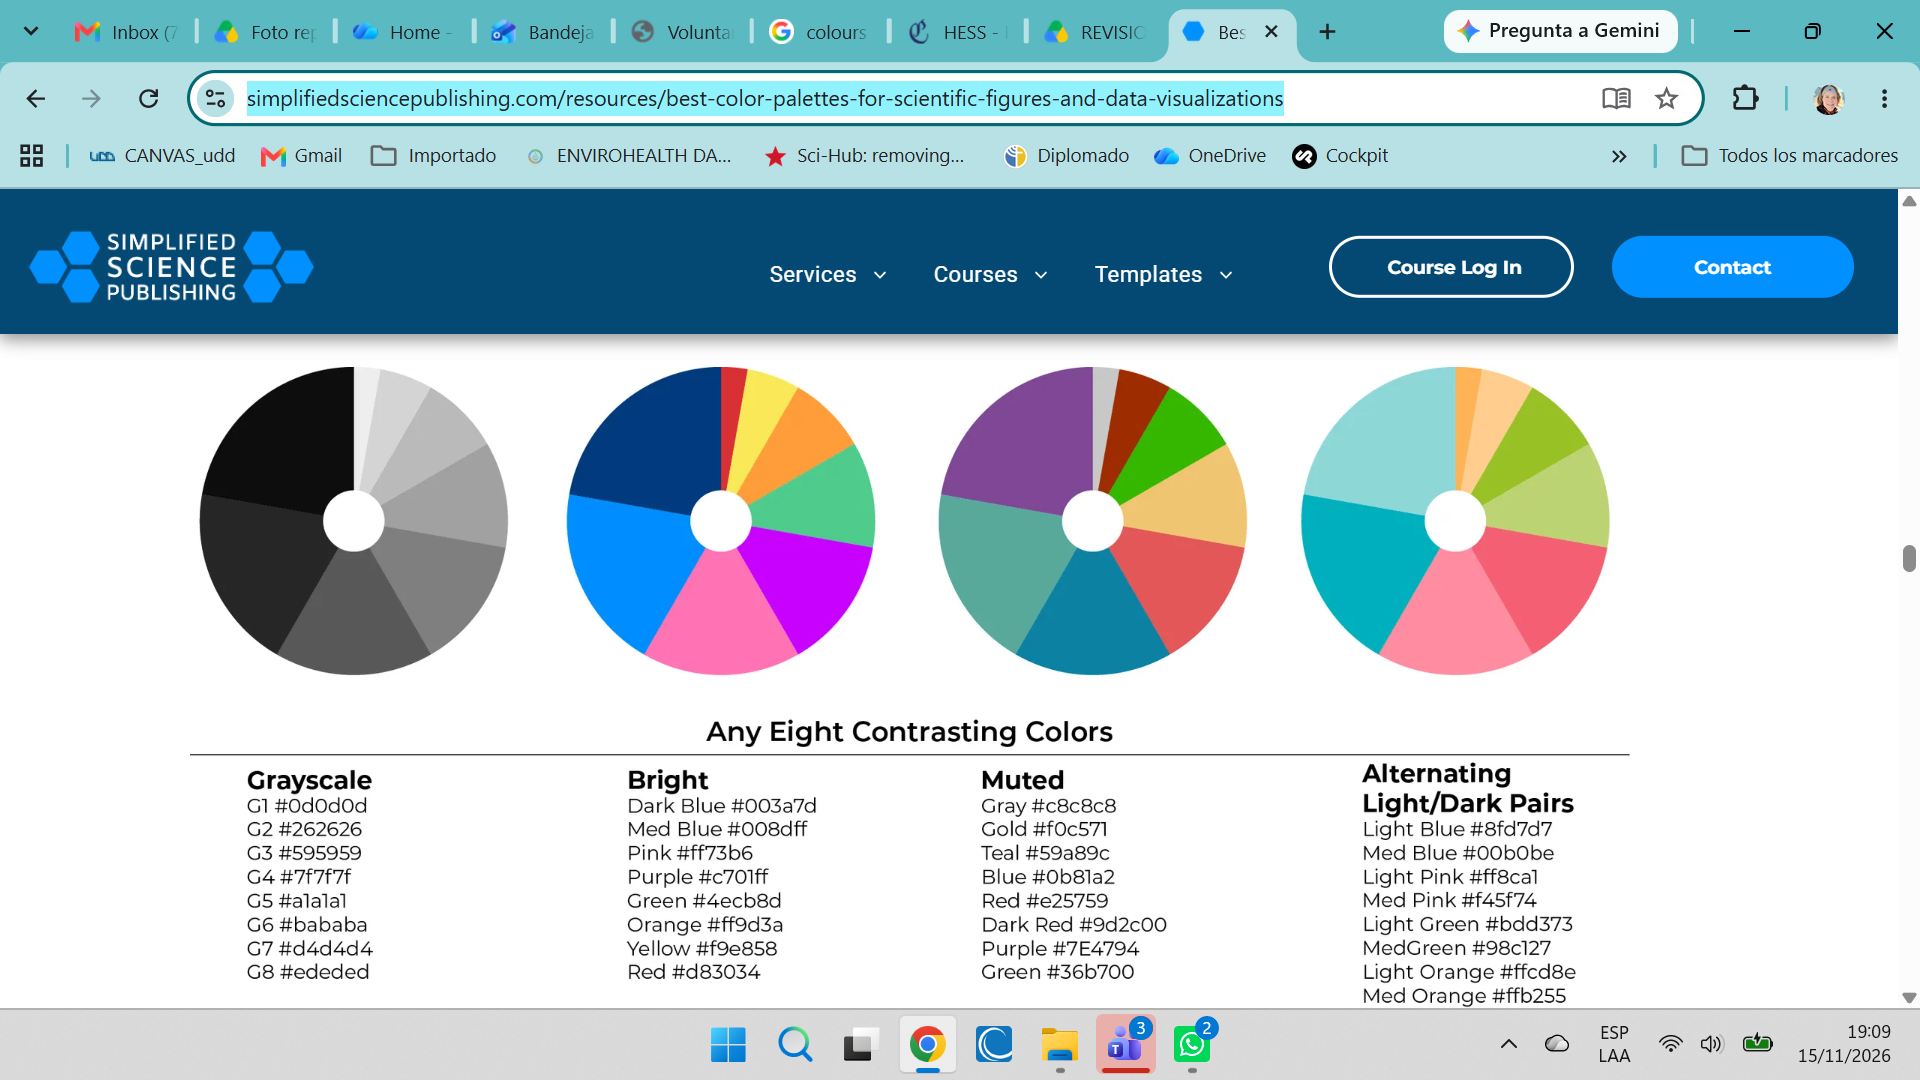 Inbox (7
Foto rep
Home -
Bandeja
Volunta
colours
HESS -
REVISIO
Bes
Pregunta a Gemini
simplifiedsciencepublishing.com/resources/best-color-palettes-for-scientific-figures-and-data-visualizations
udd CANVAS_udd
Gmail
Importado
ENVIROHEALTH DA...
Sci-Hub: removing...
Diplomado
OneDrive
Cockpit
Todos los marcadores
SIMPLIFIED
SCIENCE
PUBLISHING
Services
Courses
Templates
Course Log In
Contact
Any Eight Contrasting Colors
Grayscale
G1 #0d0d0d
G2 #262626
G3 #595959
G4 #7f7f7f
G5 #a1a1a1
G6 #bababa
G7 #d4d4d4
G8 #ededed
Bright
Dark Blue #003a7d
Med Blue #008dff
Pink #ff73b6
Purple #c701ff
Green #4ecb8d
Orange #ff9d3a
Yellow #f9e858
Red #d83034
Muted
Gray #c8c8c8
Gold #f0c571
Teal #59a89c
Blue #0b81a2
Red #e25759
Dark Red #9d2c00
Purple #7E4794
Green #36b700
Alternating
Light/Dark Pairs
Light Blue #8fd7d7
Med Blue #00b0be
Light Pink #ff8ca1
Med Pink #f45f74
Light Green #bdd373
MedGreen #98c127
Light Orange #ffcd8e
Med Orange #ffb255
3
2
ESP
LAA
19:09
15/11/2026